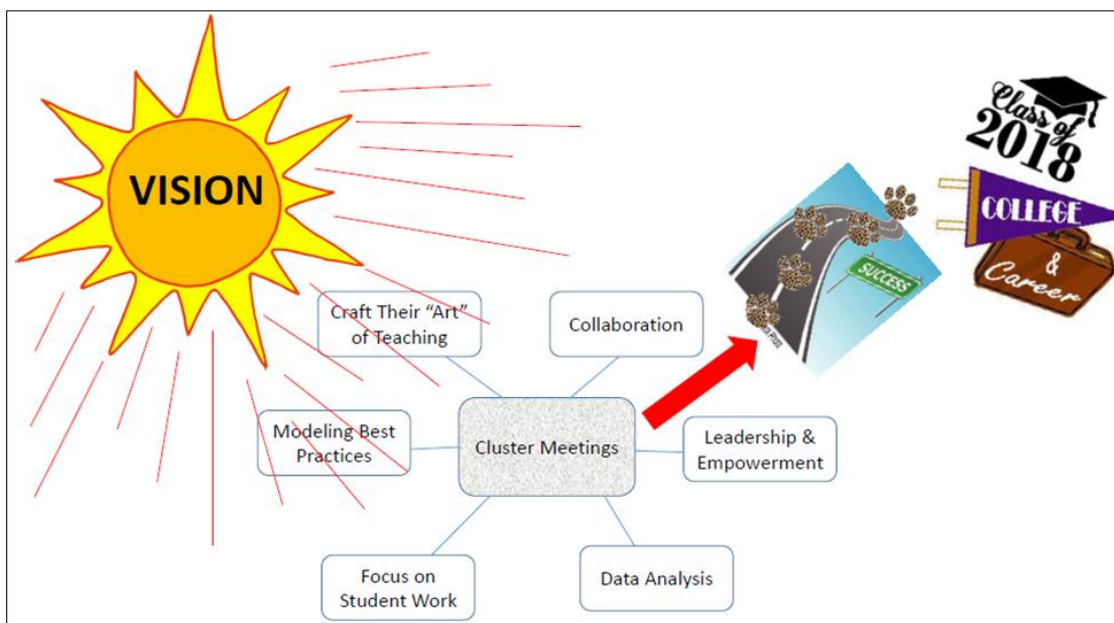 VISION
Class of
2018
COLLEGE
&
Career
SUCCESS
Craft Their “Art”
of Teaching
Collaboration
Modeling Best
Practices
Cluster Meetings
Leadership &
Empowerment
Focus on
Student Work
Data Analysis